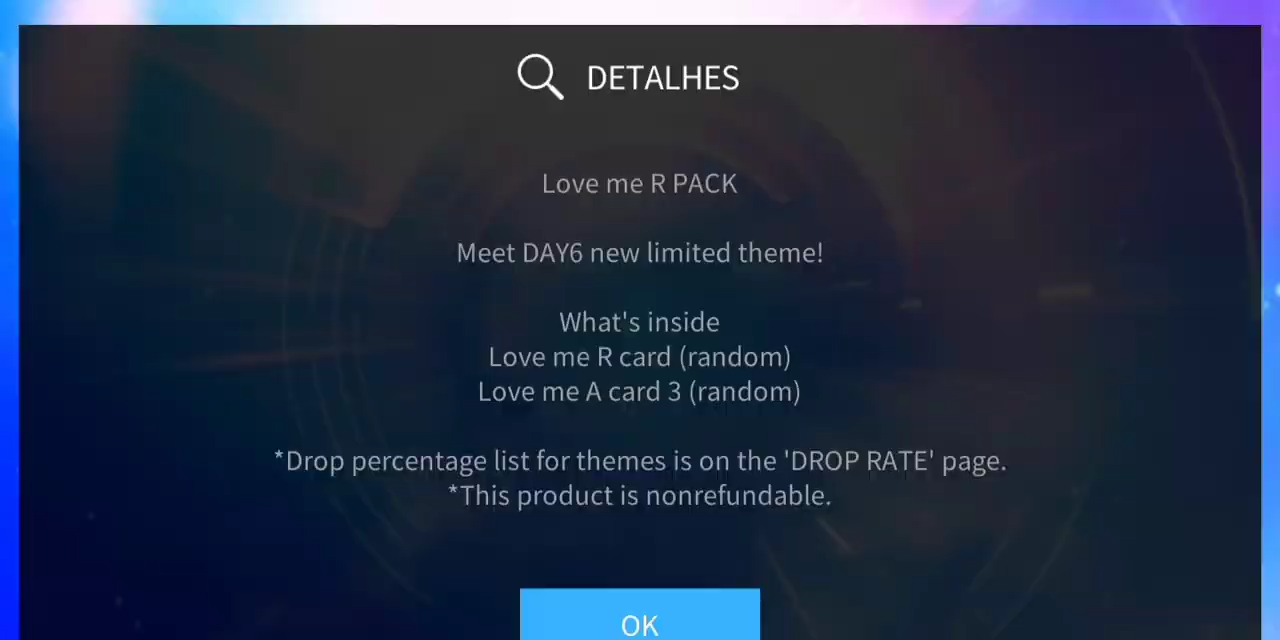 DETALHES
Love me R PACK
Meet DAY6 new limited theme!
What's inside
Love me R card (random)
Love me A card 3 (random)
*Drop percentage list for themes is on the 'DROP RATE' page.
*This product is nonrefundable.
OK